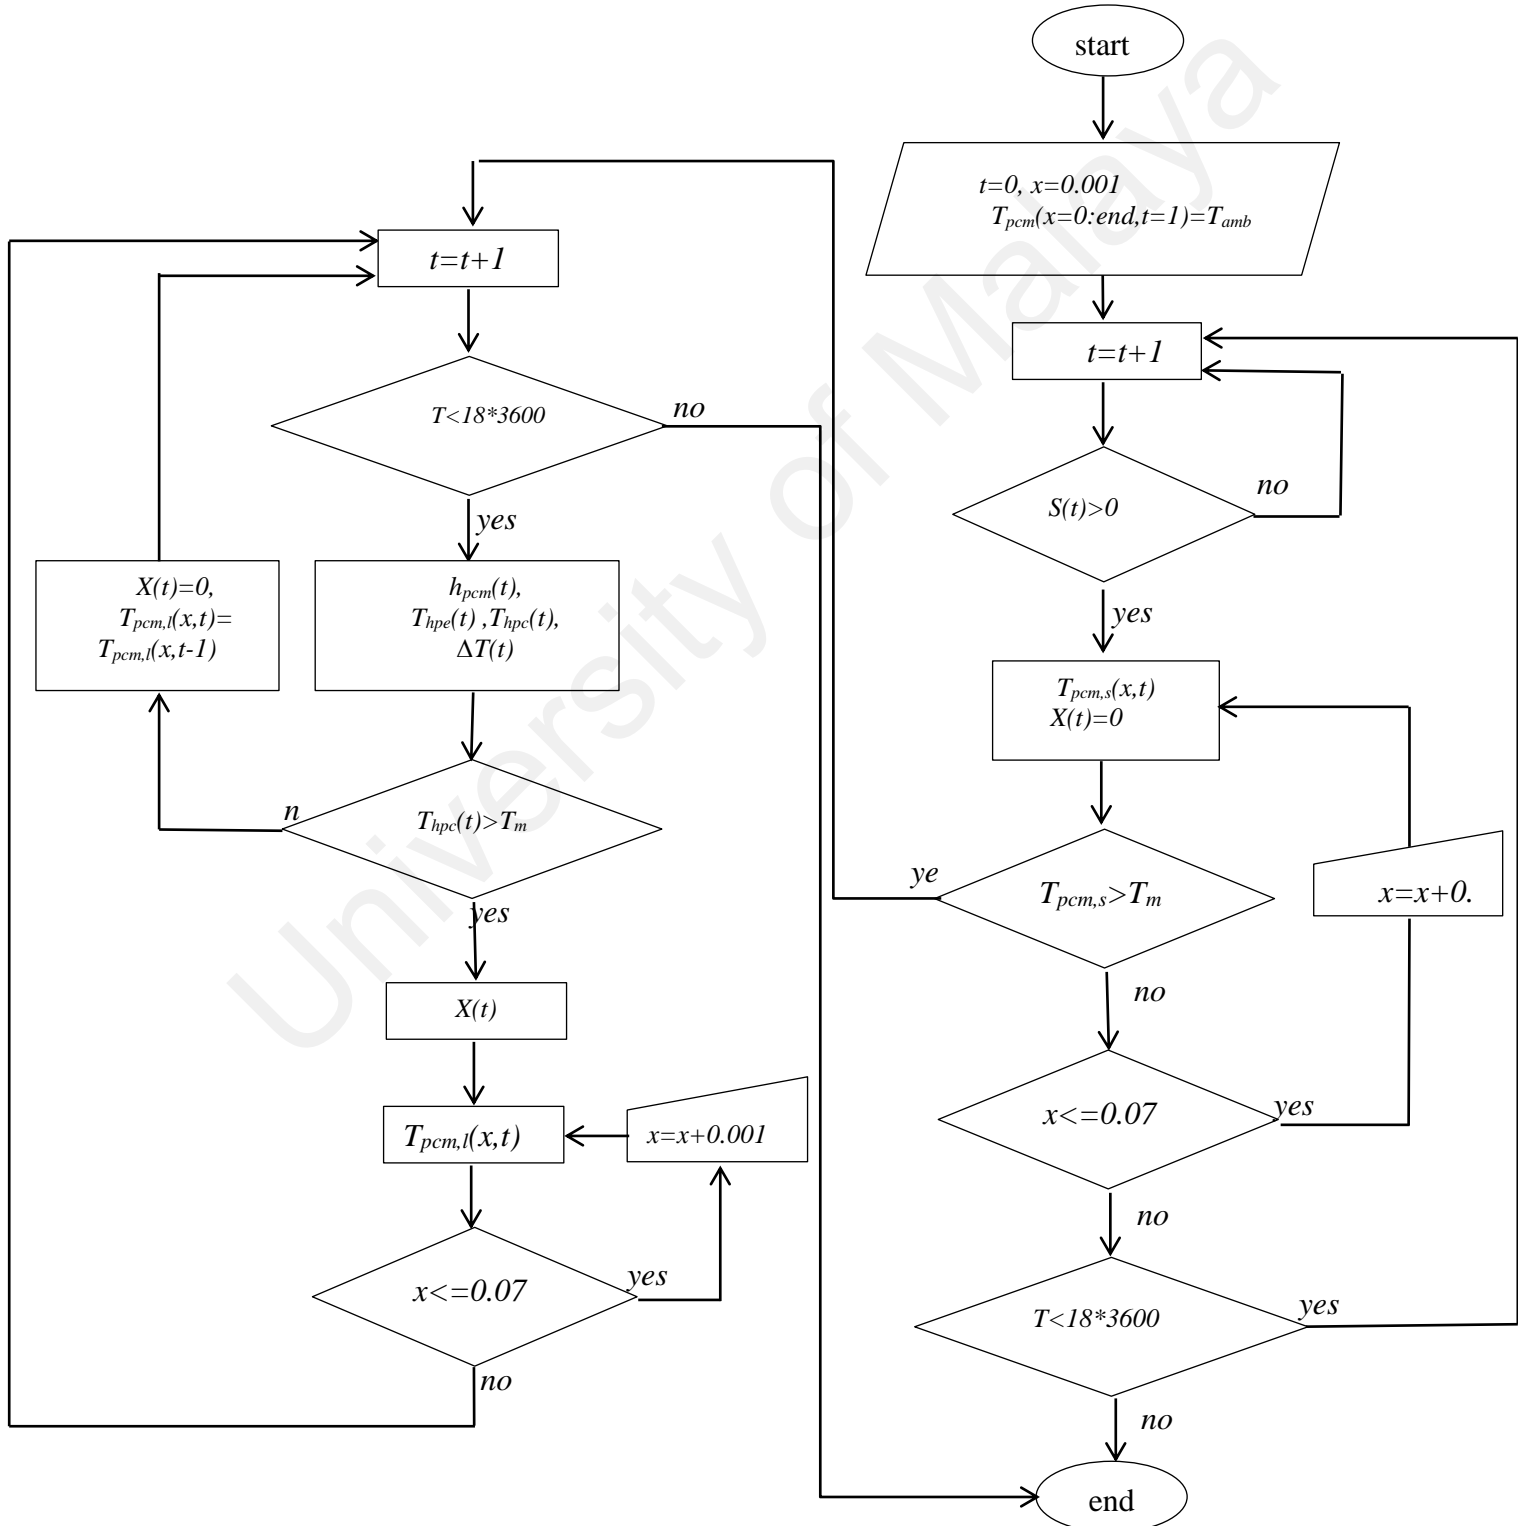 start
t=0, x=0.001
Tpcm(x=0:end,t=1)=Tamb
t=t+1
S(t)>0
no
yes
Tpcm,s(x,t)
X(t)=0
Tpcm,s>Tm
ye
no
x=x+0.
x<=0.07
yes
no
T<18*3600
yes
no
end
t=t+1
T<18*3600
no
yes
hpcm(t),
Thpe(t) ,Thpc(t),
ΔT(t)
X(t)=0,
Tpcm,l(x,t)=
Tpcm,l(x,t-1)
Thpc(t)>Tm
n
yes
X(t)
Tpcm,l(x,t)
x=x+0.001
x<=0.07
yes
no
University of Malaya